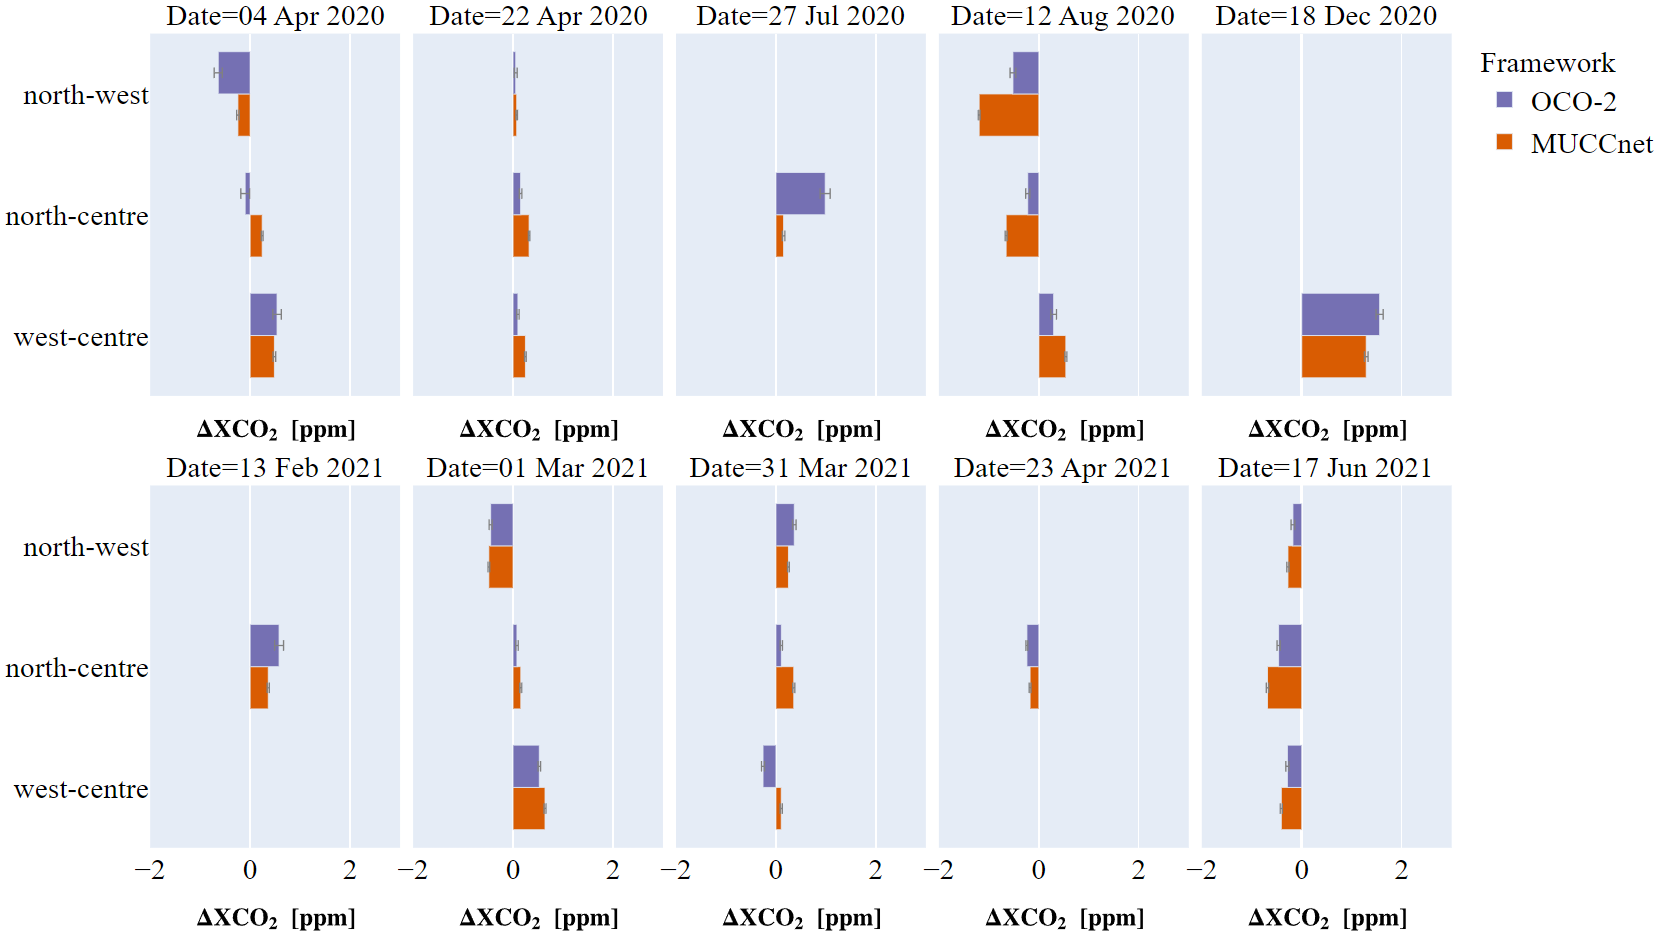 Date=04 Apr 2020 Date=22 Apr 2020 Date=27 Jul 2020 Date=12 Aug 2020 Date=18 Dec 2020
Framework
OCO-2
MUCCnet
north-west
north-centre
west-centre
ΔXCO₂ [ppm] ΔXCO₂ [ppm] ΔXCO₂ [ppm] ΔXCO₂ [ppm] ΔXCO₂ [ppm]
Date=13 Feb 2021 Date=01 Mar 2021 Date=31 Mar 2021 Date=23 Apr 2021 Date=17 Jun 2021
north-west
north-centre
west-centre
−2 0 2 −2 0 2 −2 0 2 −2 0 2 −2 0 2
ΔXCO₂ [ppm] ΔXCO₂ [ppm] ΔXCO₂ [ppm] ΔXCO₂ [ppm] ΔXCO₂ [ppm]